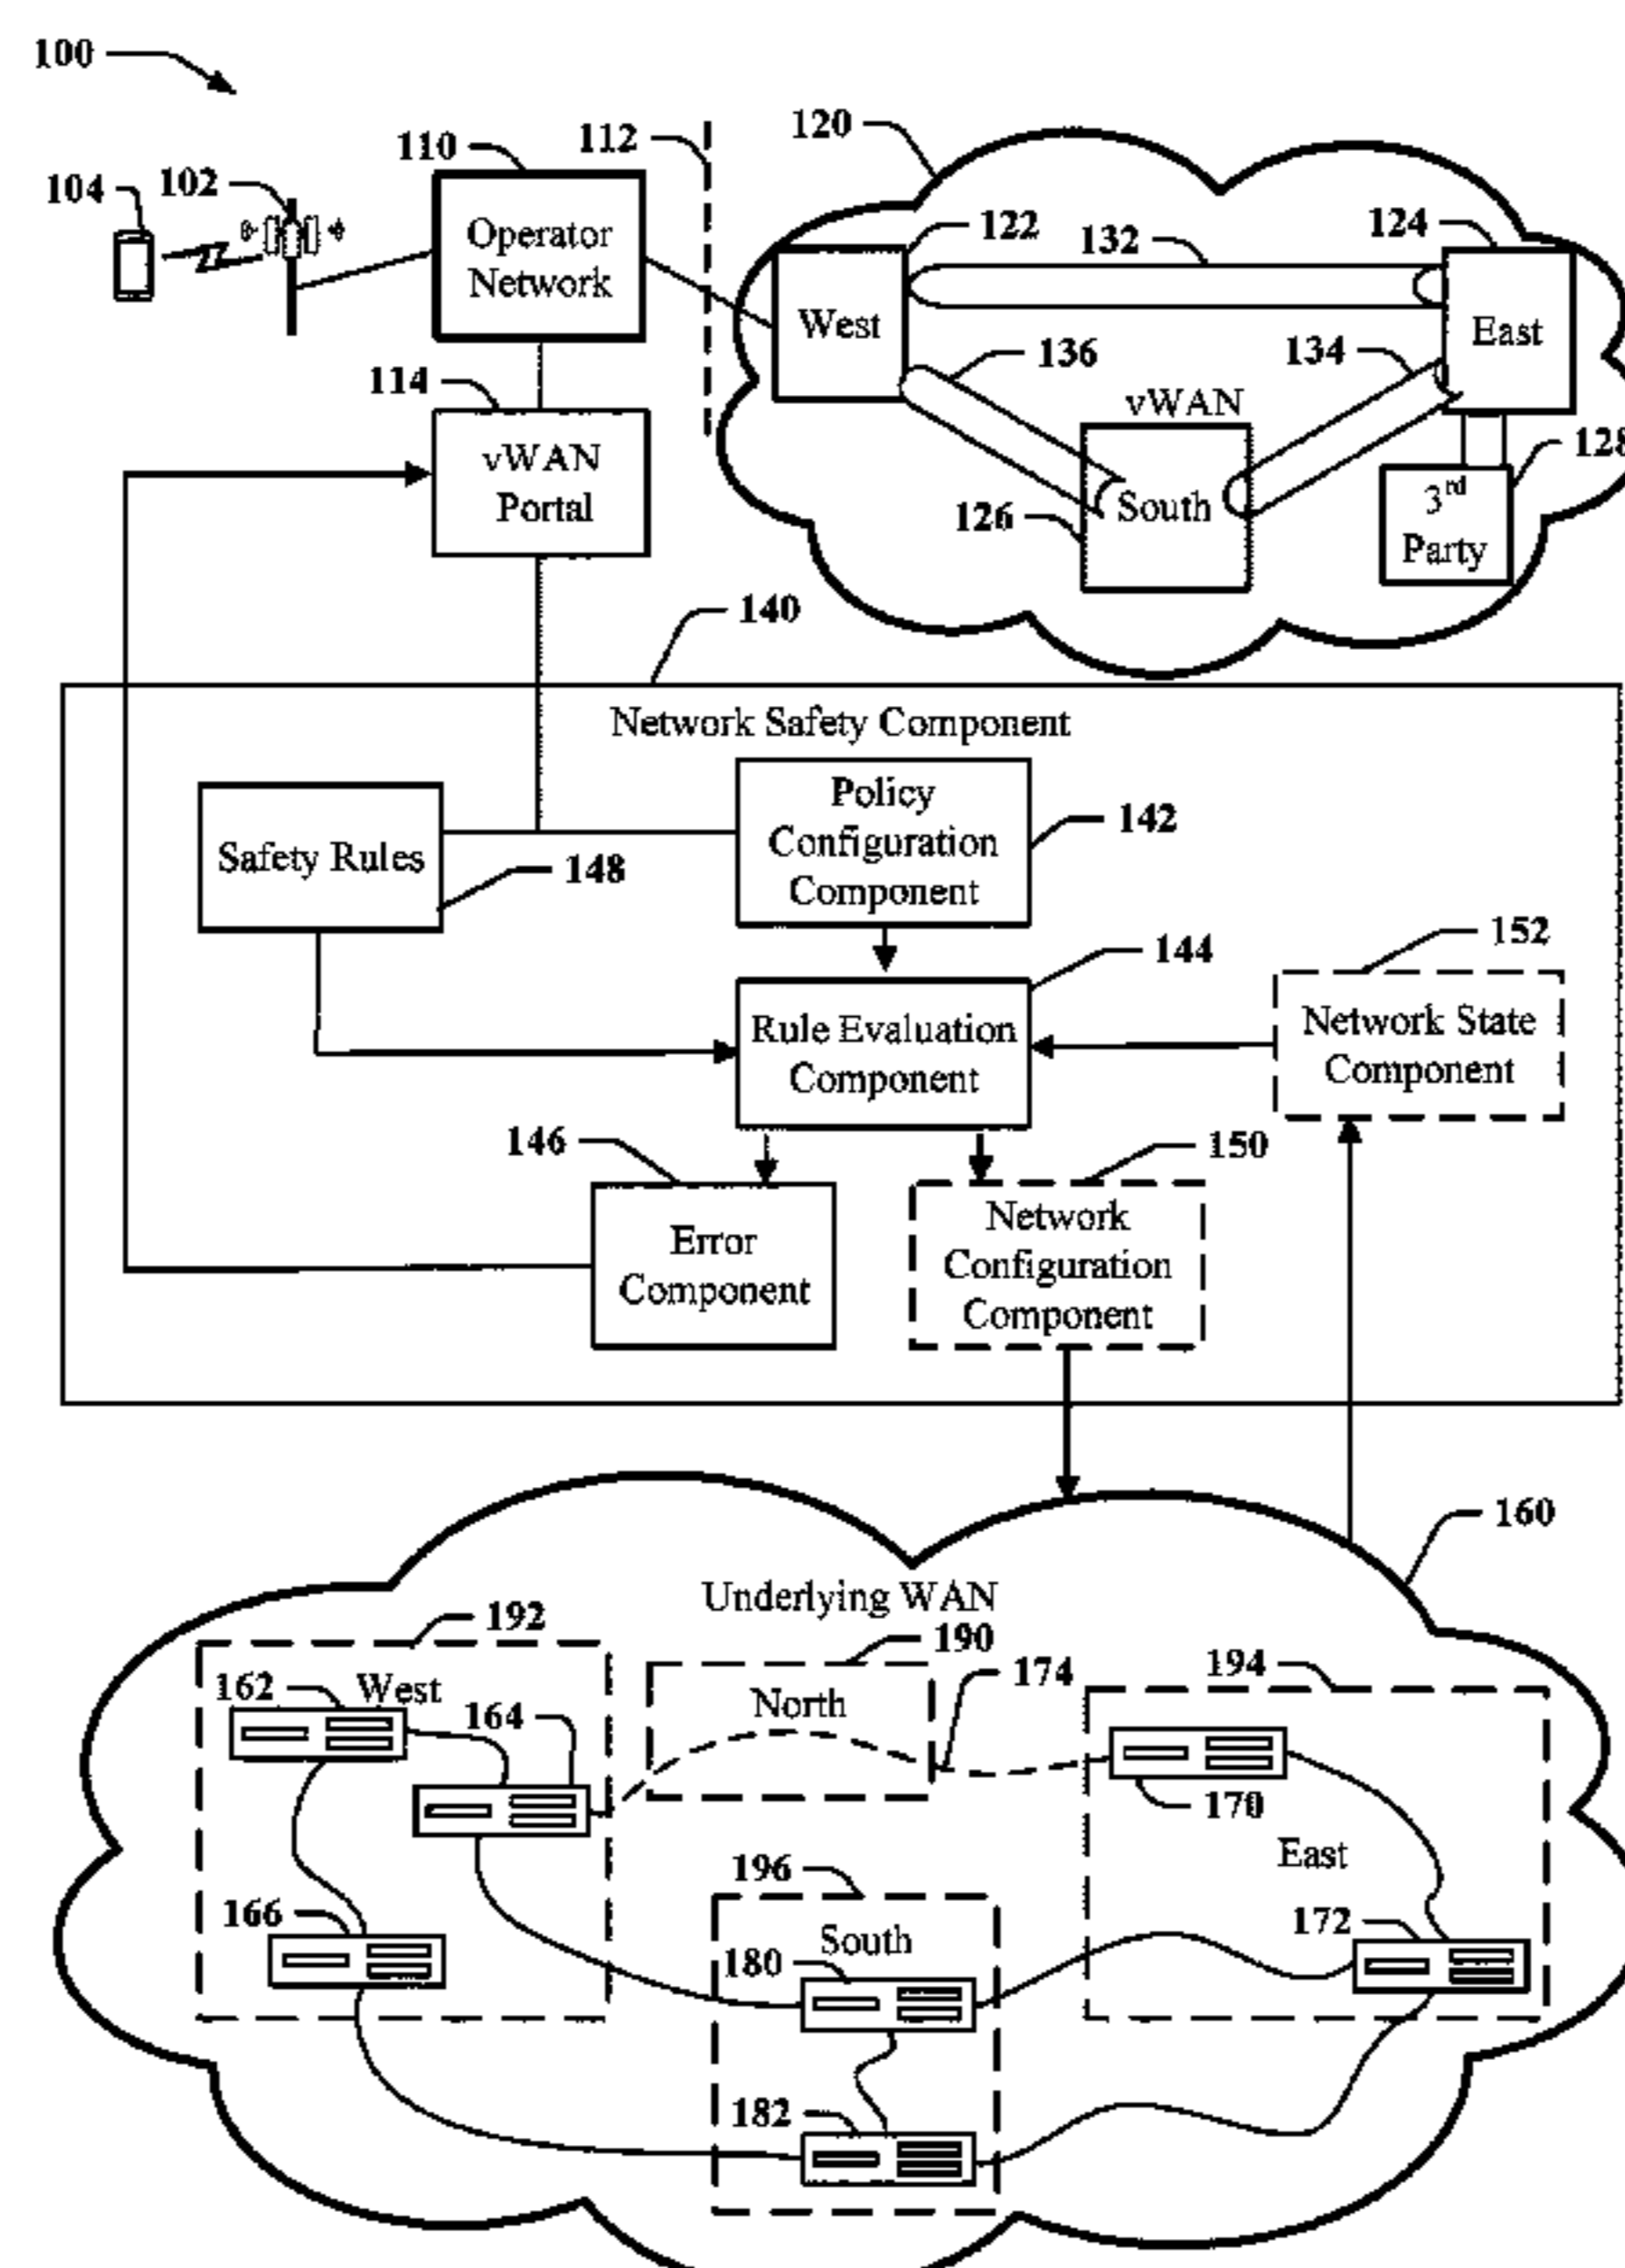 100
110
112
120
104
102
122
132
124
Operator
Network
West
East
136
134
114
vWAN
128
vWAN
Portal
126
South
3rd
Party
140
Network Safety Component
Policy
Configuration
Component
142
Safety Rules
148
152
144
Rule Evaluation
Component
Network State
Component
146
150
Error
Component
Network
Configuration
Component
160
Underlying WAN
192
190
194
162
West
164
North
174
170
East
196
166
South
172
180
182